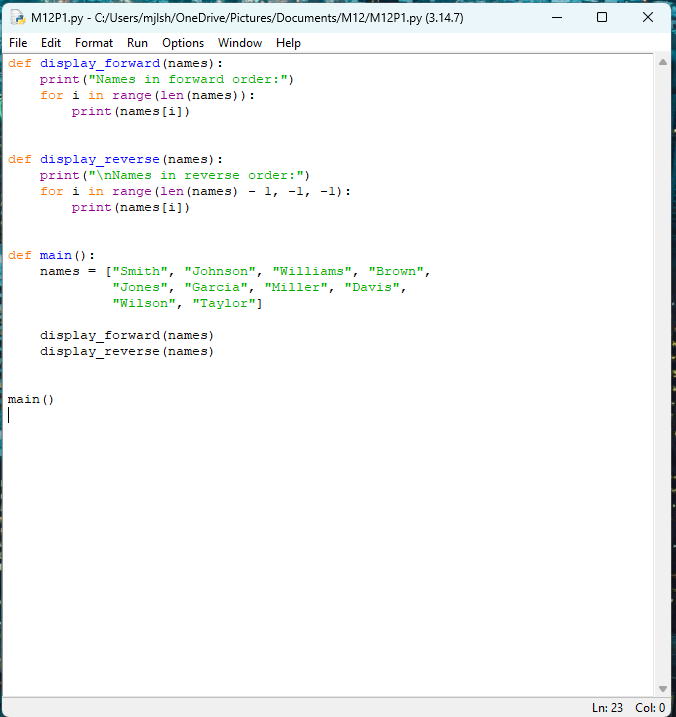 M12P1.py - C:/Users/mjlsh/OneDrive/Pictures/Documents/M12/M12P1.py (3.14.7)
File Edit Format Run Options Window Help
def display_forward(names):
    print("Names in forward order:")
    for i in range(len(names)):
        print(names[i])


def display_reverse(names):
    print("\nNames in reverse order:")
    for i in range(len(names) - 1, -1, -1):
        print(names[i])


def main():
    names = ["Smith", "Johnson", "Williams", "Brown",
             "Jones", "Garcia", "Miller", "Davis",
             "Wilson", "Taylor"]

    display_forward(names)
    display_reverse(names)


main()
Ln: 23 Col: 0